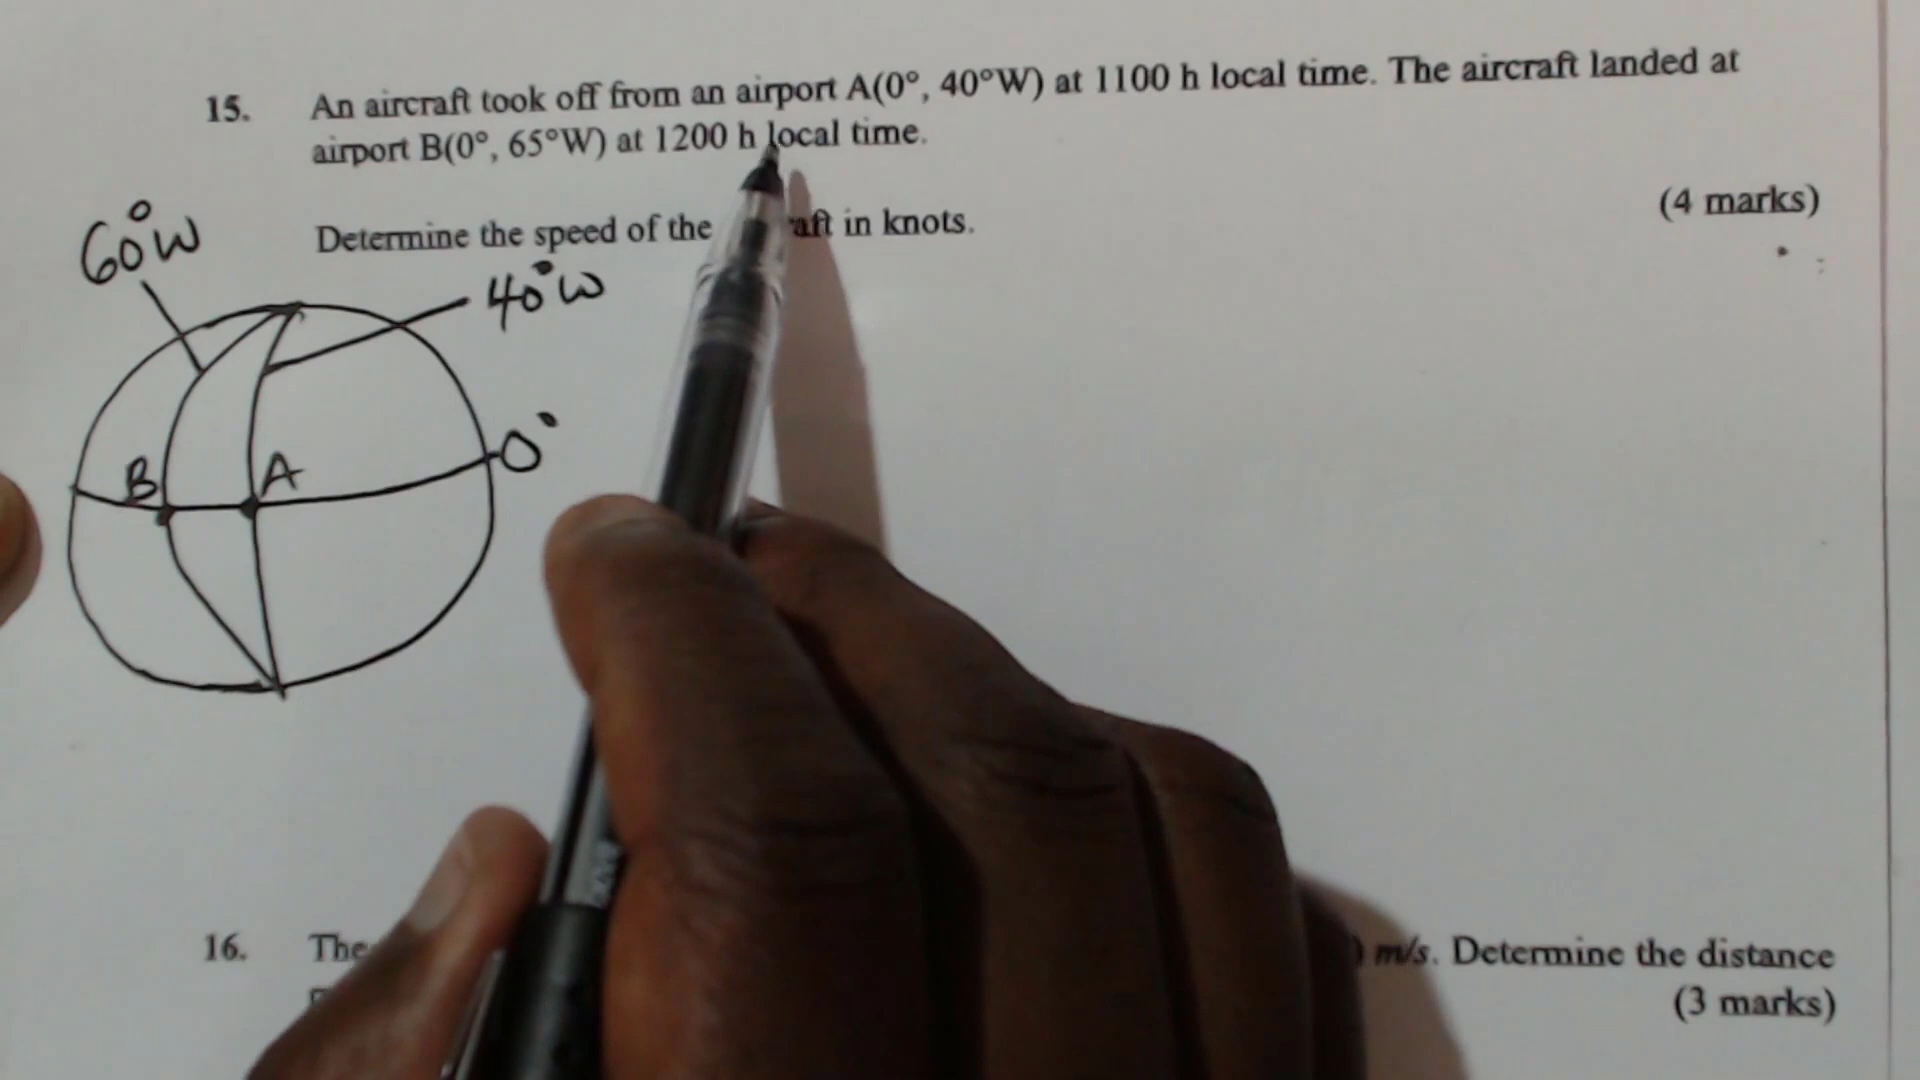 15. An aircraft took off from an airport A(0°, 40°W) at 1100 h local time. The aircraft landed at
airport B(0°, 65°W) at 1200 h local time.
(4 marks)
Determine the speed of the raft in knots.
60°W
40°W
0°
B
A
16. The
) m/s. Determine the distance
(3 marks)